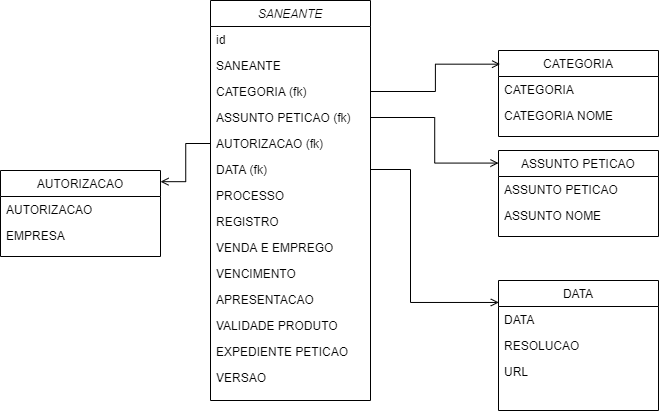 SANEANTE
id
SANEANTE
CATEGORIA (fk)
ASSUNTO PETICAO (fk)
AUTORIZACAO (fk)
DATA (fk)
PROCESSO
REGISTRO
VENDA E EMPREGO
VENCIMENTO
APRESENTACAO
VALIDADE PRODUTO
EXPEDIENTE PETICAO
VERSAO
AUTORIZACAO
AUTORIZACAO
EMPRESA
CATEGORIA
CATEGORIA
CATEGORIA NOME
ASSUNTO PETICAO
ASSUNTO PETICAO
ASSUNTO NOME
DATA
DATA
RESOLUCAO
URL